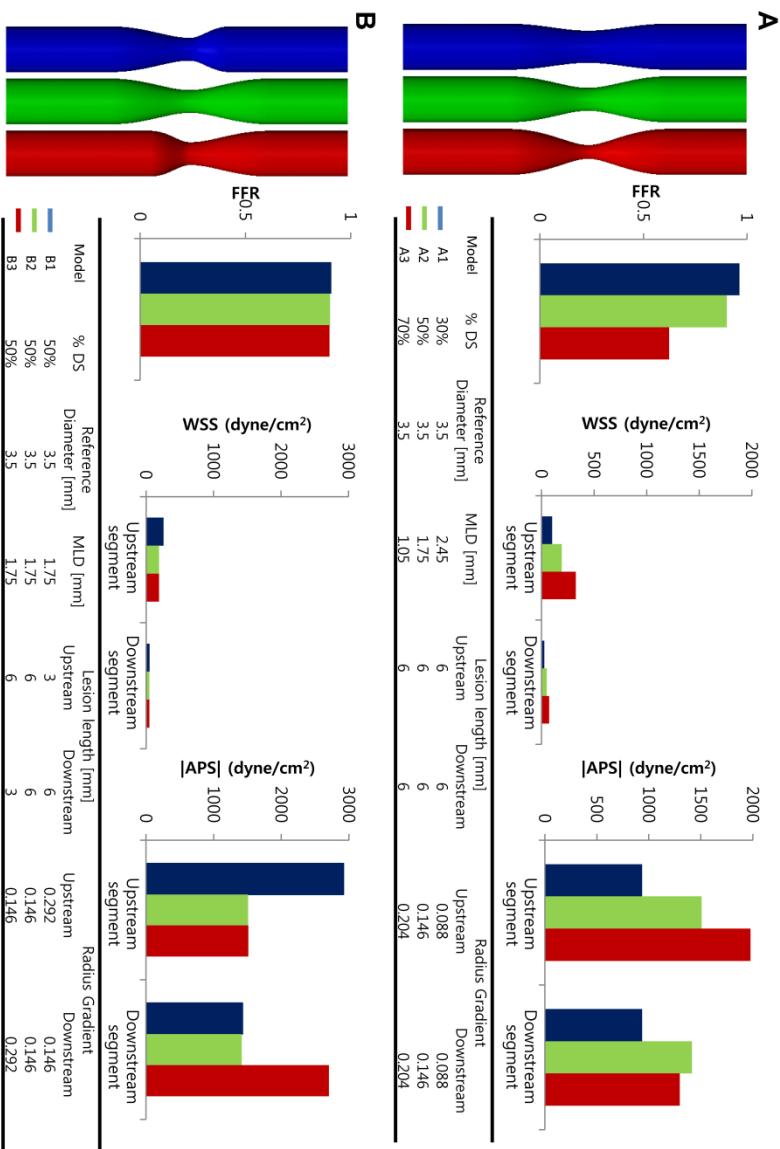 A
FFR
1
0.5
0
WSS (dyne/cm²)
2000
1500
1000
500
0
Upstream segment
Downstream segment
|APS| (dyne/cm²)
2000
1500
1000
500
0
Upstream segment
Downstream segment
Model % DS Reference Diameter [mm] MLD [mm] Lesion length [mm] Radius Gradient
Upstream Downstream Upstream Downstream
A1 30% 3.5 2.45 6 6 0.088 0.088
A2 50% 3.5 1.75 6 6 0.146 0.146
A3 70% 3.5 1.05 6 6 0.204 0.204
B
FFR
1
0.5
0
WSS (dyne/cm²)
3000
2000
1000
0
Upstream segment
Downstream segment
|APS| (dyne/cm²)
3000
2000
1000
0
Upstream segment
Downstream segment
Model % DS Reference Diameter [mm] MLD [mm] Lesion length [mm] Radius Gradient
Upstream Downstream Upstream Downstream
B1 50% 3.5 1.75 3 6 0.292 0.146
B2 50% 3.5 1.75 6 6 0.146 0.146
B3 50% 3.5 1.75 6 3 0.146 0.292